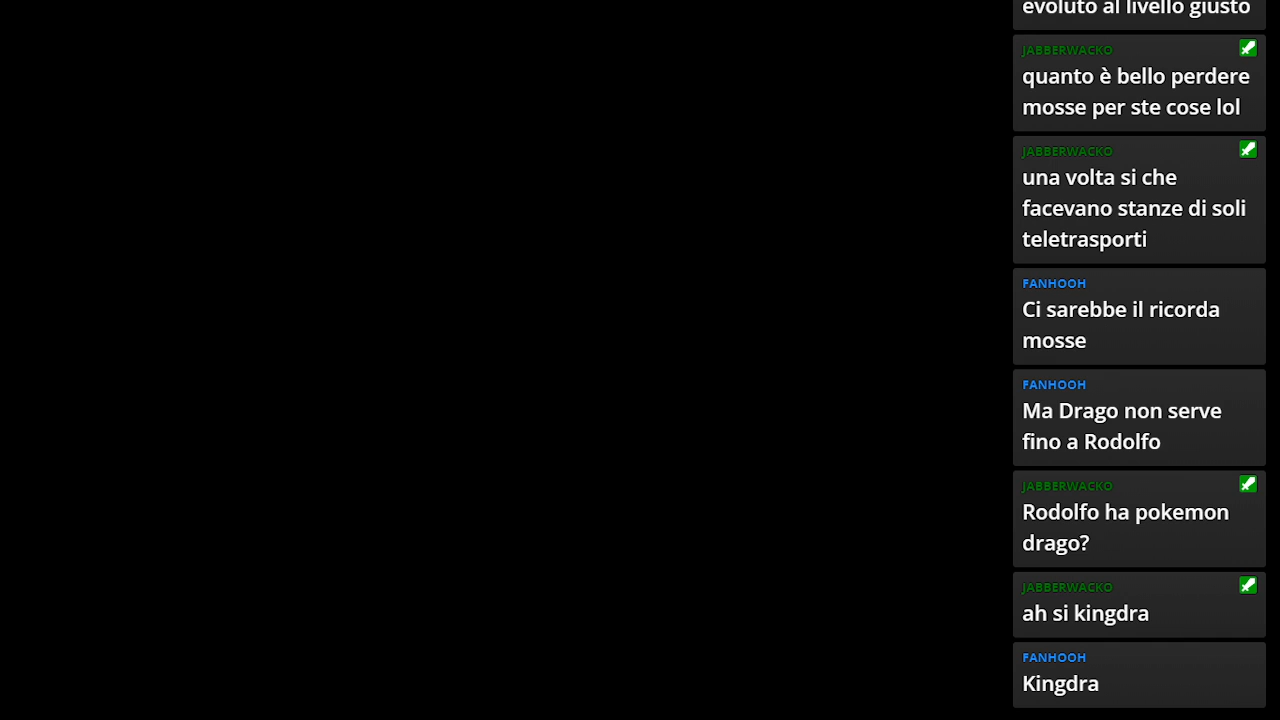 evoluto al livello giusto
JABBERWACKO
quanto è bello perdere
mosse per ste cose lol
JABBERWACKO
una volta si che
facevano stanze di soli
teletrasporti
FANHOOH
Ci sarebbe il ricorda
mosse
FANHOOH
Ma Drago non serve
fino a Rodolfo
JABBERWACKO
Rodolfo ha pokemon
drago?
JABBERWACKO
ah si kingdra
FANHOOH
Kingdra